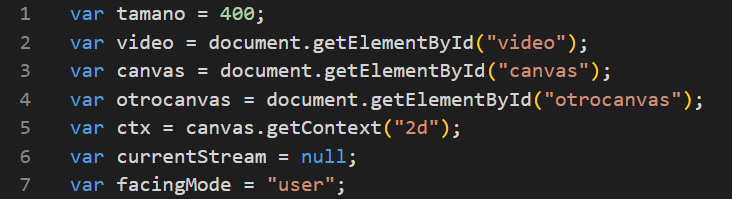 1 var tamano = 400;
2 var video = document.getElementById("video");
3 var canvas = document.getElementById("canvas");
4 var otrocanvas = document.getElementById("otrocanvas");
5 var ctx = canvas.getContext("2d");
6 var currentStream = null;
7 var facingMode = "user";